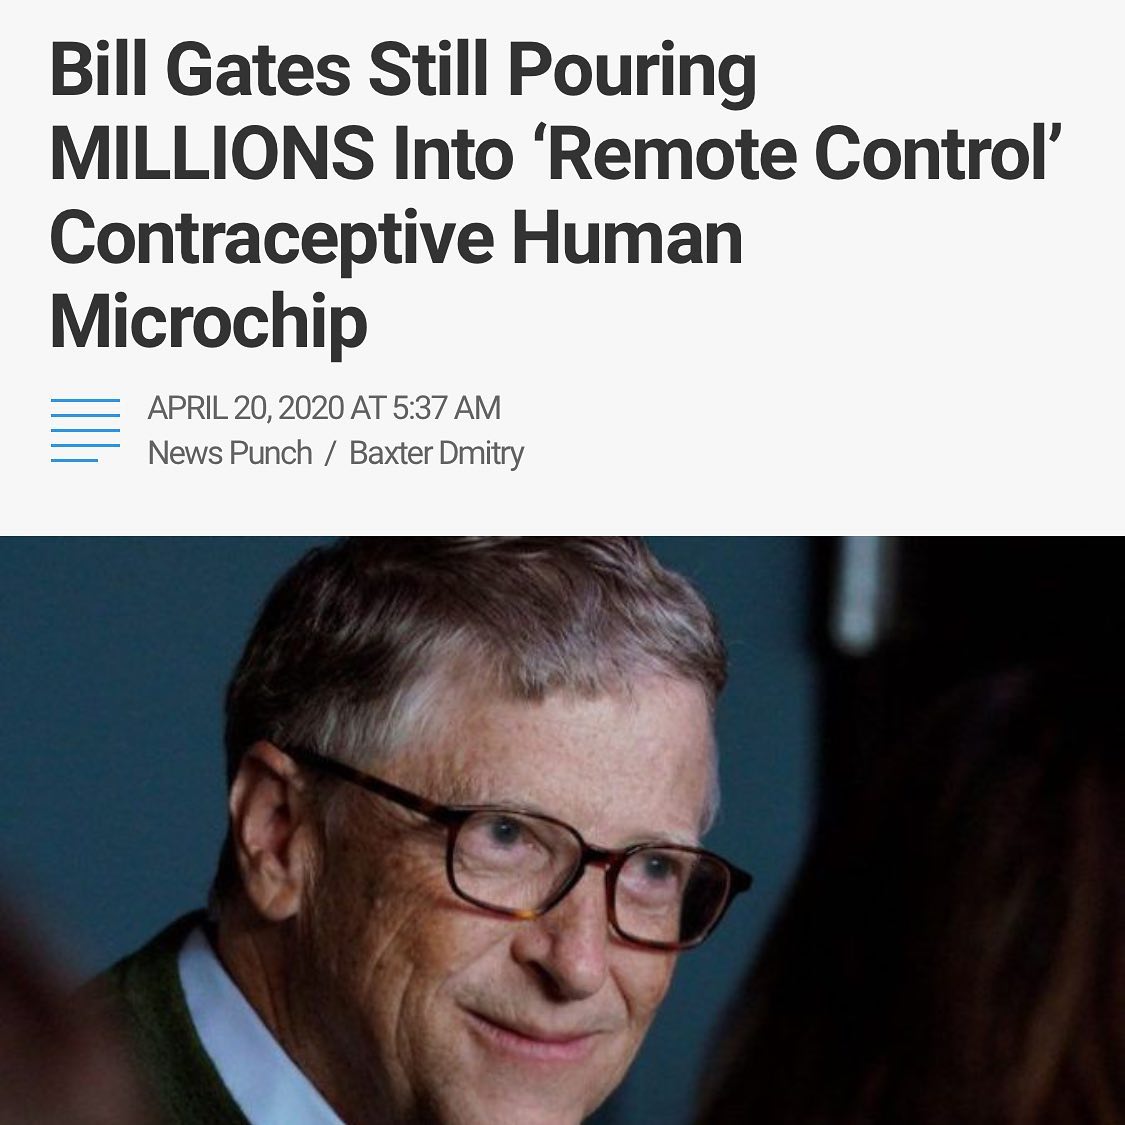 Bill Gates Still Pouring
MILLIONS Into ‘Remote Control’
Contraceptive Human
Microchip
APRIL 20, 2020 AT 5:37 AM
News Punch / Baxter Dmitry